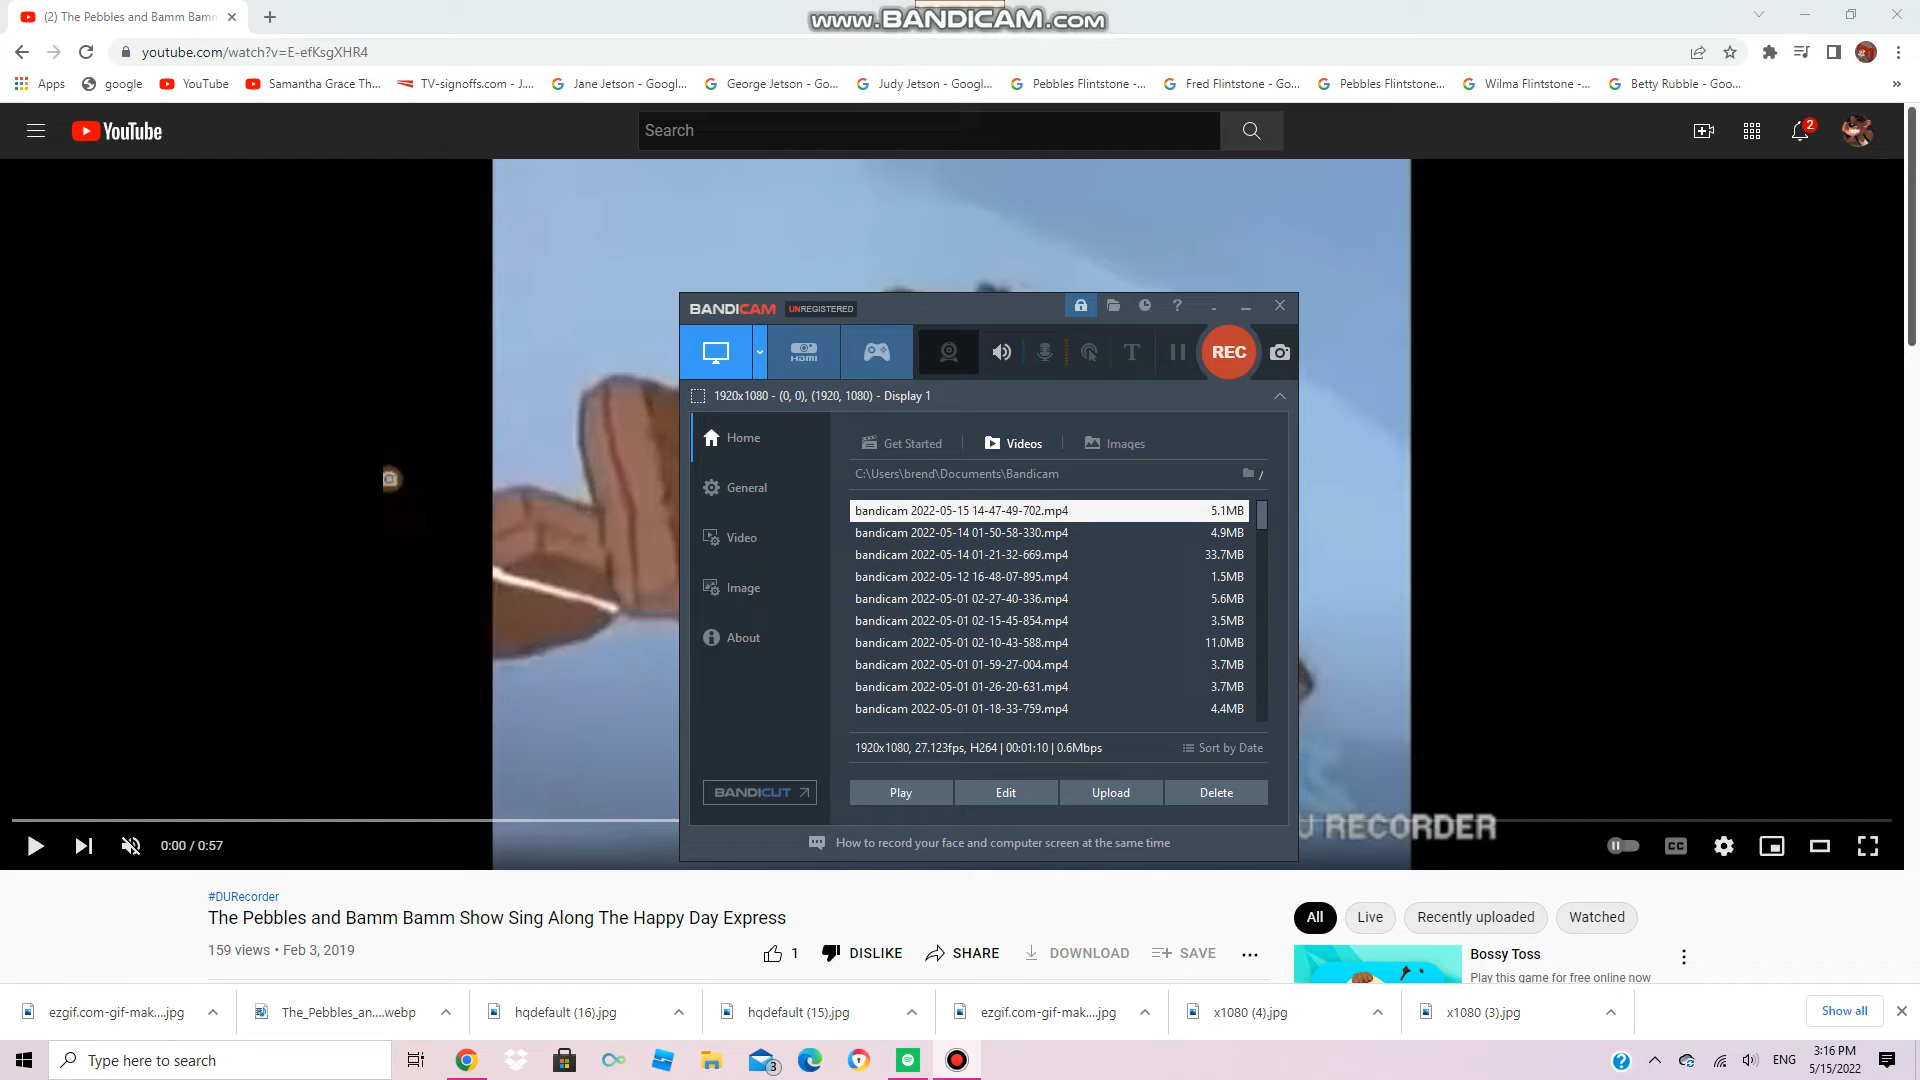 (2) The Pebbles and Bamm Bamm
www.BANDICAM.com
youtube.com/watch?v=E-efKsgXHR4
Apps
google
YouTube
Samantha Grace Th...
TV-signoffs.com - J....
Jane Jetson - Googl...
George Jetson - Go...
Judy Jetson - Googl...
Pebbles Flintstone -...
Fred Flintstone - Go...
Pebbles Flintstone...
Wilma Flintstone -...
Betty Rubble - Goo...
»
YouTube
Search
2
BANDICAM UNREGISTERED
HDMI
T
REC
1920x1080 - (0, 0), (1920, 1080) - Display 1
Home
General
Video
Image
About
BANDICUT
Get Started
Videos
Images
C:\Users\brend\Documents\Bandicam
/
bandicam 2022-05-15 14-47-49-702.mp4 5.1MB
bandicam 2022-05-14 01-50-58-330.mp4 4.9MB
bandicam 2022-05-14 01-21-32-669.mp4 33.7MB
bandicam 2022-05-12 16-48-07-895.mp4 1.5MB
bandicam 2022-05-01 02-27-40-336.mp4 5.6MB
bandicam 2022-05-01 02-15-45-854.mp4 3.5MB
bandicam 2022-05-01 02-10-43-588.mp4 11.0MB
bandicam 2022-05-01 01-59-27-004.mp4 3.7MB
bandicam 2022-05-01 01-26-20-631.mp4 3.7MB
bandicam 2022-05-01 01-18-33-759.mp4 4.4MB
1920x1080, 27.123fps, H264 | 00:01:10 | 0.6Mbps
Sort by Date
Play
Edit
Upload
Delete
How to record your face and computer screen at the same time
U RECORDER
0:00 / 0:57
CC
#DURecorder
The Pebbles and Bamm Bamm Show Sing Along The Happy Day Express
159 views • Feb 3, 2019
1
DISLIKE
SHARE
DOWNLOAD
SAVE
All
Live
Recently uploaded
Watched
Bossy Toss
Play this game for free online now
ezgif.com-gif-mak....jpg
The_Pebbles_an....webp
hqdefault (16).jpg
hqdefault (15).jpg
ezgif.com-gif-mak....jpg
x1080 (4).jpg
x1080 (3).jpg
Show all
Type here to search
3
ENG
3:16 PM
5/15/2022